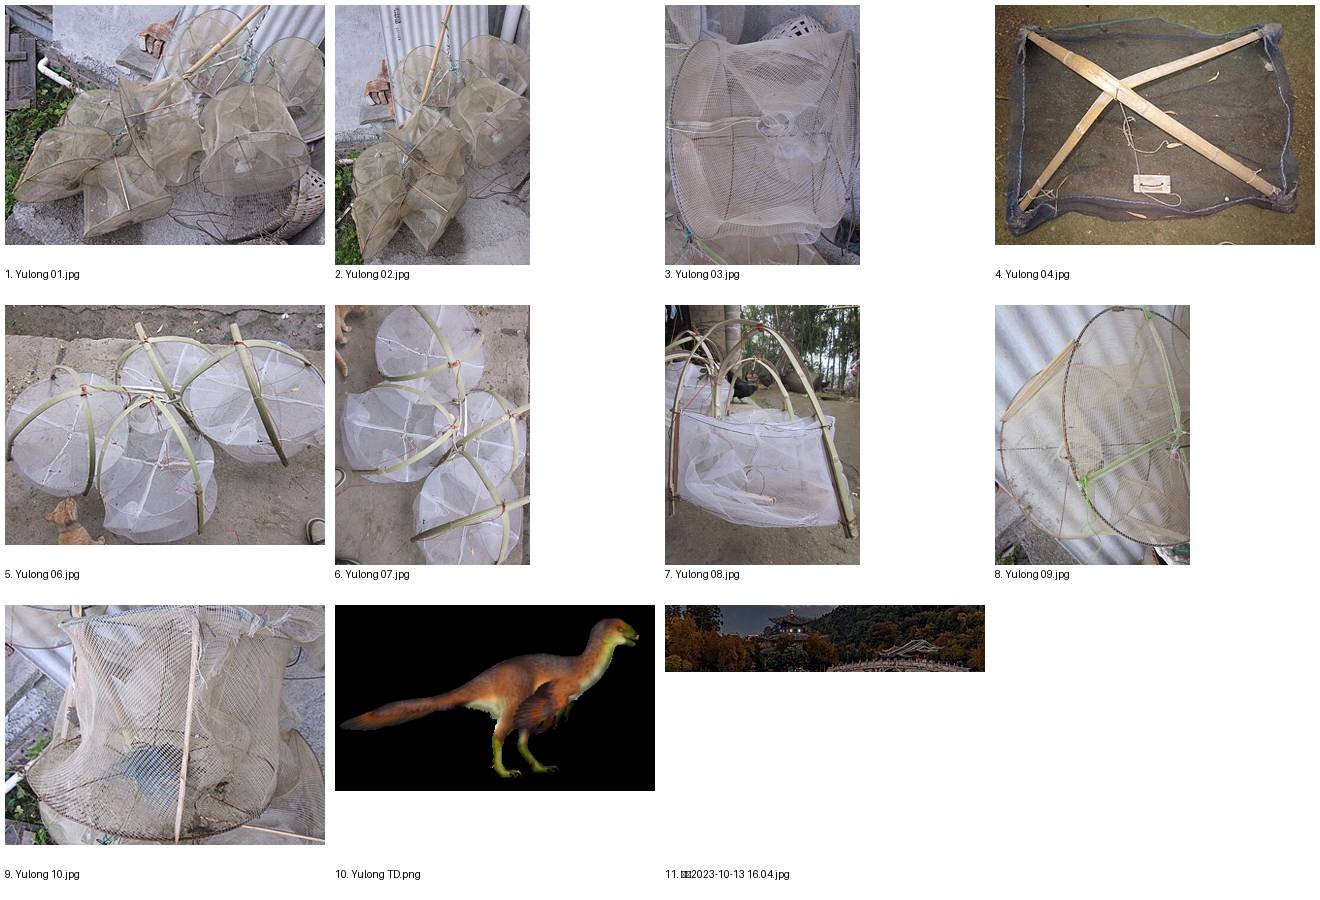 1. Yulong 01.jpg
2. Yulong 02.jpg
3. Yulong 03.jpg
4. Yulong 04.jpg
5. Yulong 06.jpg
6. Yulong 07.jpg
7. Yulong 08.jpg
8. Yulong 09.jpg
9. Yulong 10.jpg
10. Yulong TD.png
11. 2023-10-13 16.04.jpg